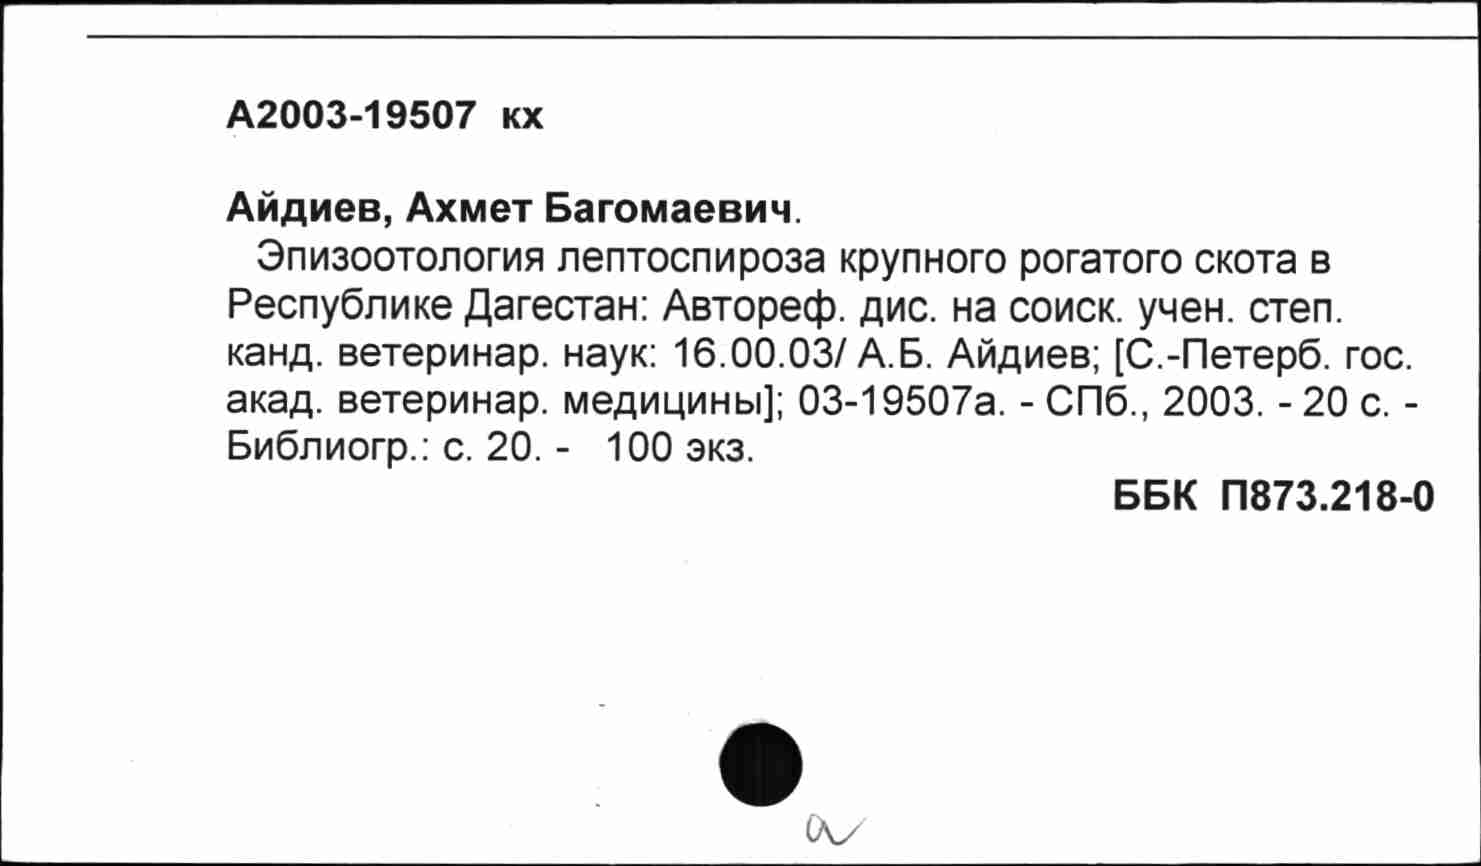 А2003-19507 кх
Айдиев, Ахмет Багомаевич.
Эпизоотология лептоспироза крупного рогатого скота в
Республике Дагестан: Автореф. дис. на соиск. учен. степ.
канд. ветеринар. наук: 16.00.03/ А.Б. Айдиев; [С.-Петерб. гос.
акад. ветеринар. медицины]; 03-19507а. - СПб., 2003. - 20 с. -
Библиогр.: с. 20. - 100 экз.
ББК П873.218-0
а